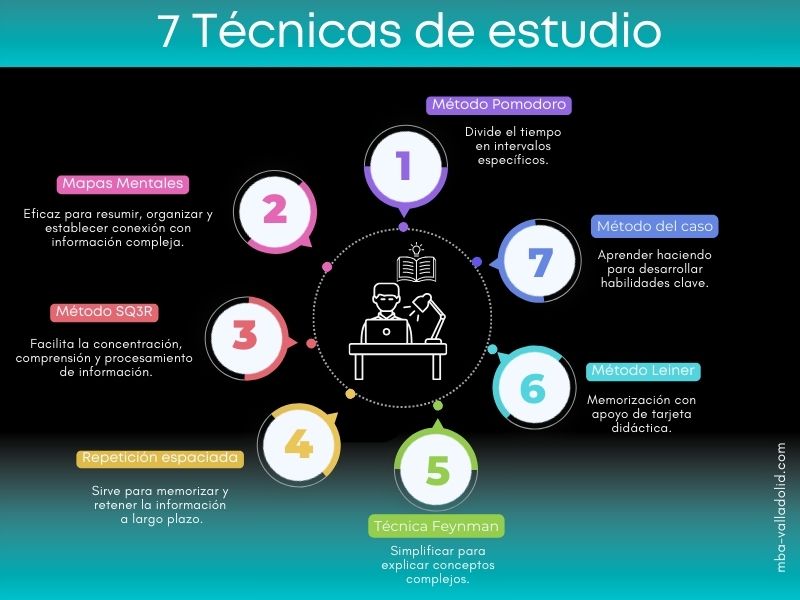 7 Técnicas de estudio
1
Método Pomodoro
Divide el tiempo
en intervalos
específicos.
2
Mapas Mentales
Eficaz para resumir, organizar y
establecer conexión con
información compleja.
3
Método SQ3R
Facilita la concentración,
comprensión y procesamiento
de información.
4
Repetición espaciada
Sirve para memorizar y
retener la información
a largo plazo.
5
Técnica Feynman
Simplificar para
explicar conceptos
complejos.
6
Método Leiner
Memorización con
apoyo de tarjeta
didáctica.
7
Método del caso
Aprender haciendo
para desarrollar
habilidades clave.
mba-valladolid.com